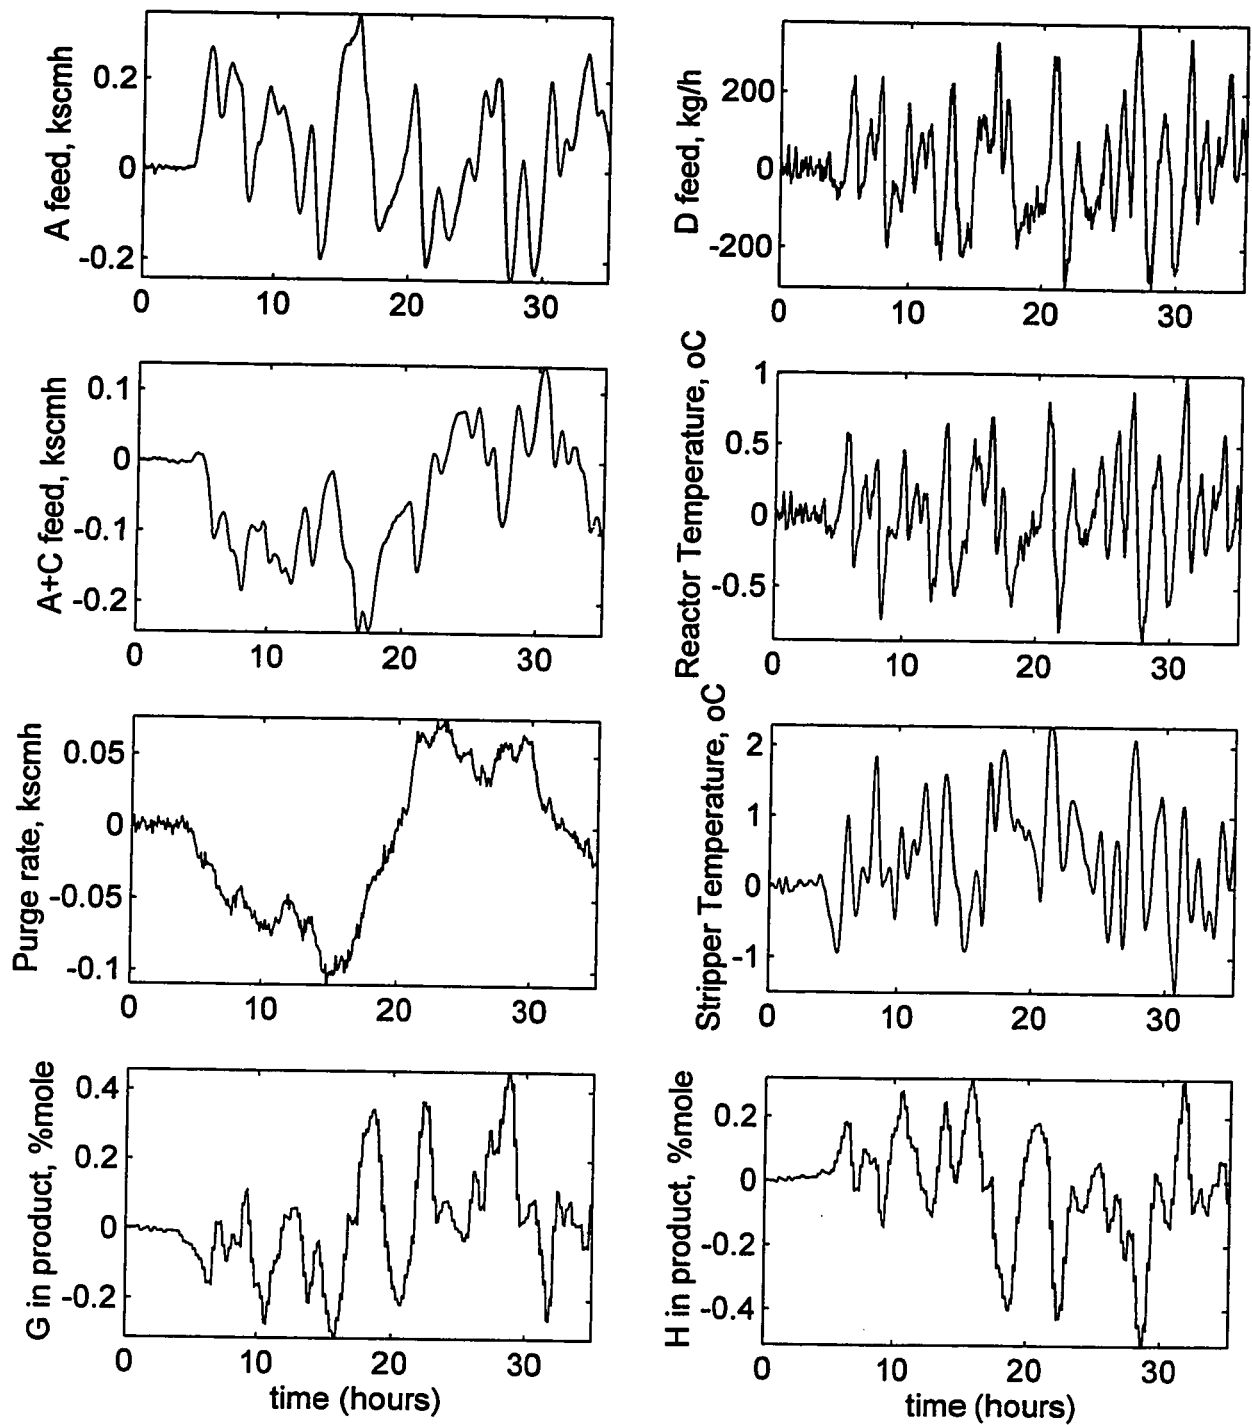 A feed, kscmh
0.2
0
-0.2
0 10 20 30
D feed, kg/h
200
0
-200
0 10 20 30
A+C feed, kscmh
0.1
0
-0.1
-0.2
0 10 20 30
Reactor Temperature, oC
1
0.5
0
-0.5
0 10 20 30
Purge rate, kscmh
0.05
0
-0.05
-0.1
0 10 20 30
Stripper Temperature, oC
2
1
0
-1
0 10 20 30
G in product, %mole
0.4
0.2
0
-0.2
0 10 20 30
time (hours)
H in product, %mole
0.2
0
-0.2
-0.4
0 10 20 30
time (hours)